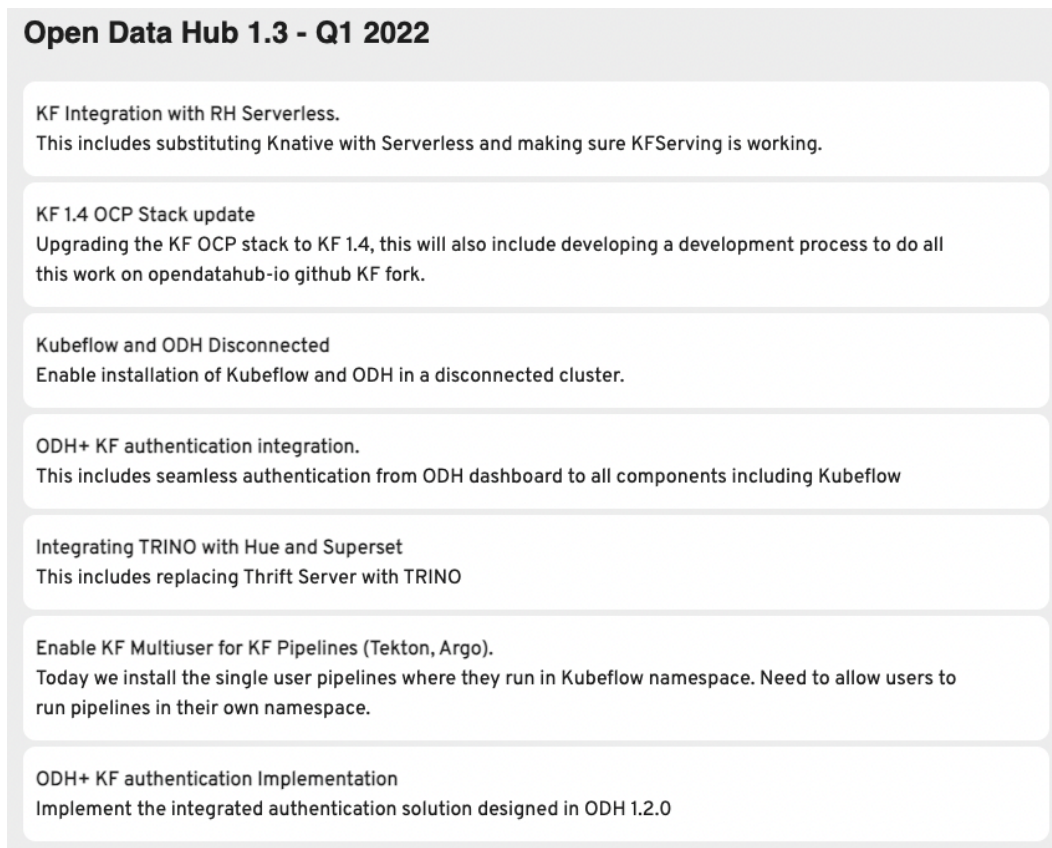 Open Data Hub 1.3 - Q1 2022
KF Integration with RH Serverless.
This includes substituting Knative with Serverless and making sure KFServing is working.
KF 1.4 OCP Stack update
Upgrading the KF OCP stack to KF 1.4, this will also include developing a development process to do all
this work on opendatahub-io github KF fork.
Kubeflow and ODH Disconnected
Enable installation of Kubeflow and ODH in a disconnected cluster.
ODH+ KF authentication integration.
This includes seamless authentication from ODH dashboard to all components including Kubeflow
Integrating TRINO with Hue and Superset
This includes replacing Thrift Server with TRINO
Enable KF Multiuser for KF Pipelines (Tekton, Argo).
Today we install the single user pipelines where they run in Kubeflow namespace. Need to allow users to
run pipelines in their own namespace.
ODH+ KF authentication Implementation
Implement the integrated authentication solution designed in ODH 1.2.0